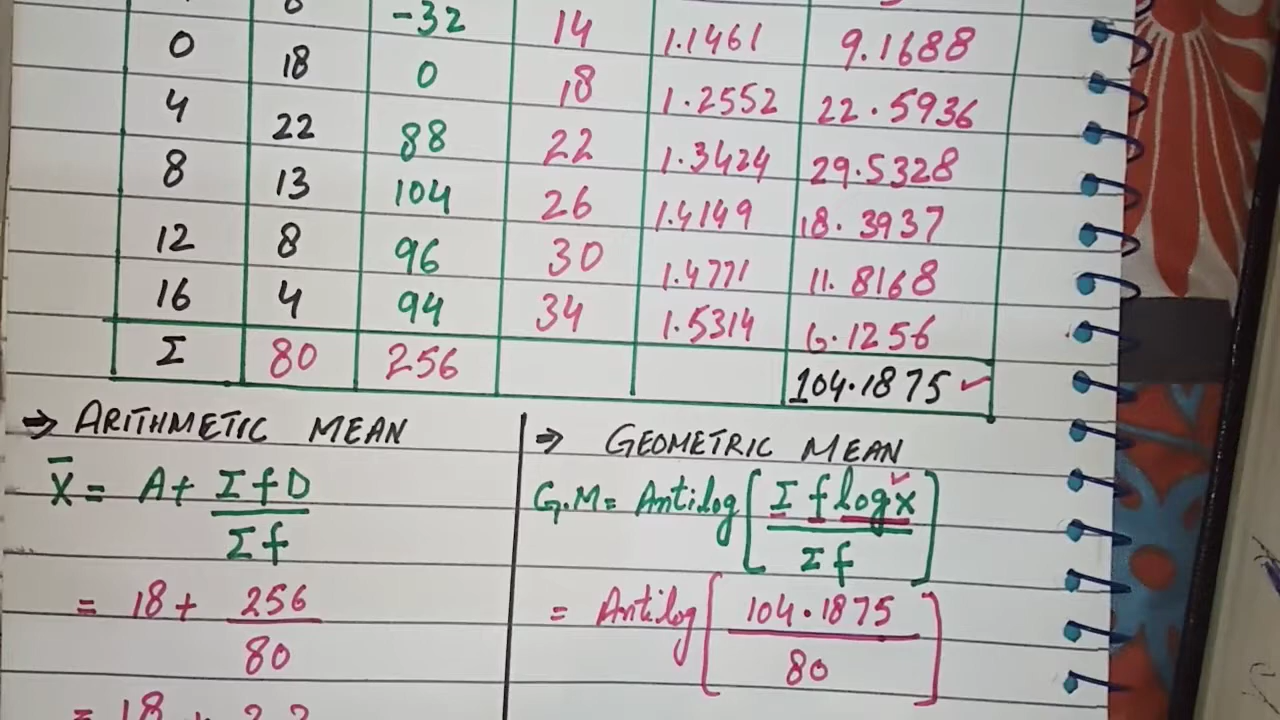 8 -32 14 1.1461 9.1688
0 18 0 18 1.2552 22.5936
4 22 88 22 1.3424 29.5328
8 13 104 26 1.4149 18.3937
12 8 96 30 1.4771 11.8168
16 4 94 34 1.5314 6.1256
Σ 80 256 104.1875 ✓
⇒ ARITHMETIC MEAN
X̄ = A+ ΣfD
Σf
= 18+ 256
80
= 18
⇒ GEOMETRIC MEAN
G.M= Antilog[Σ f log x]
Σf
= Antilog[104.1875]
80